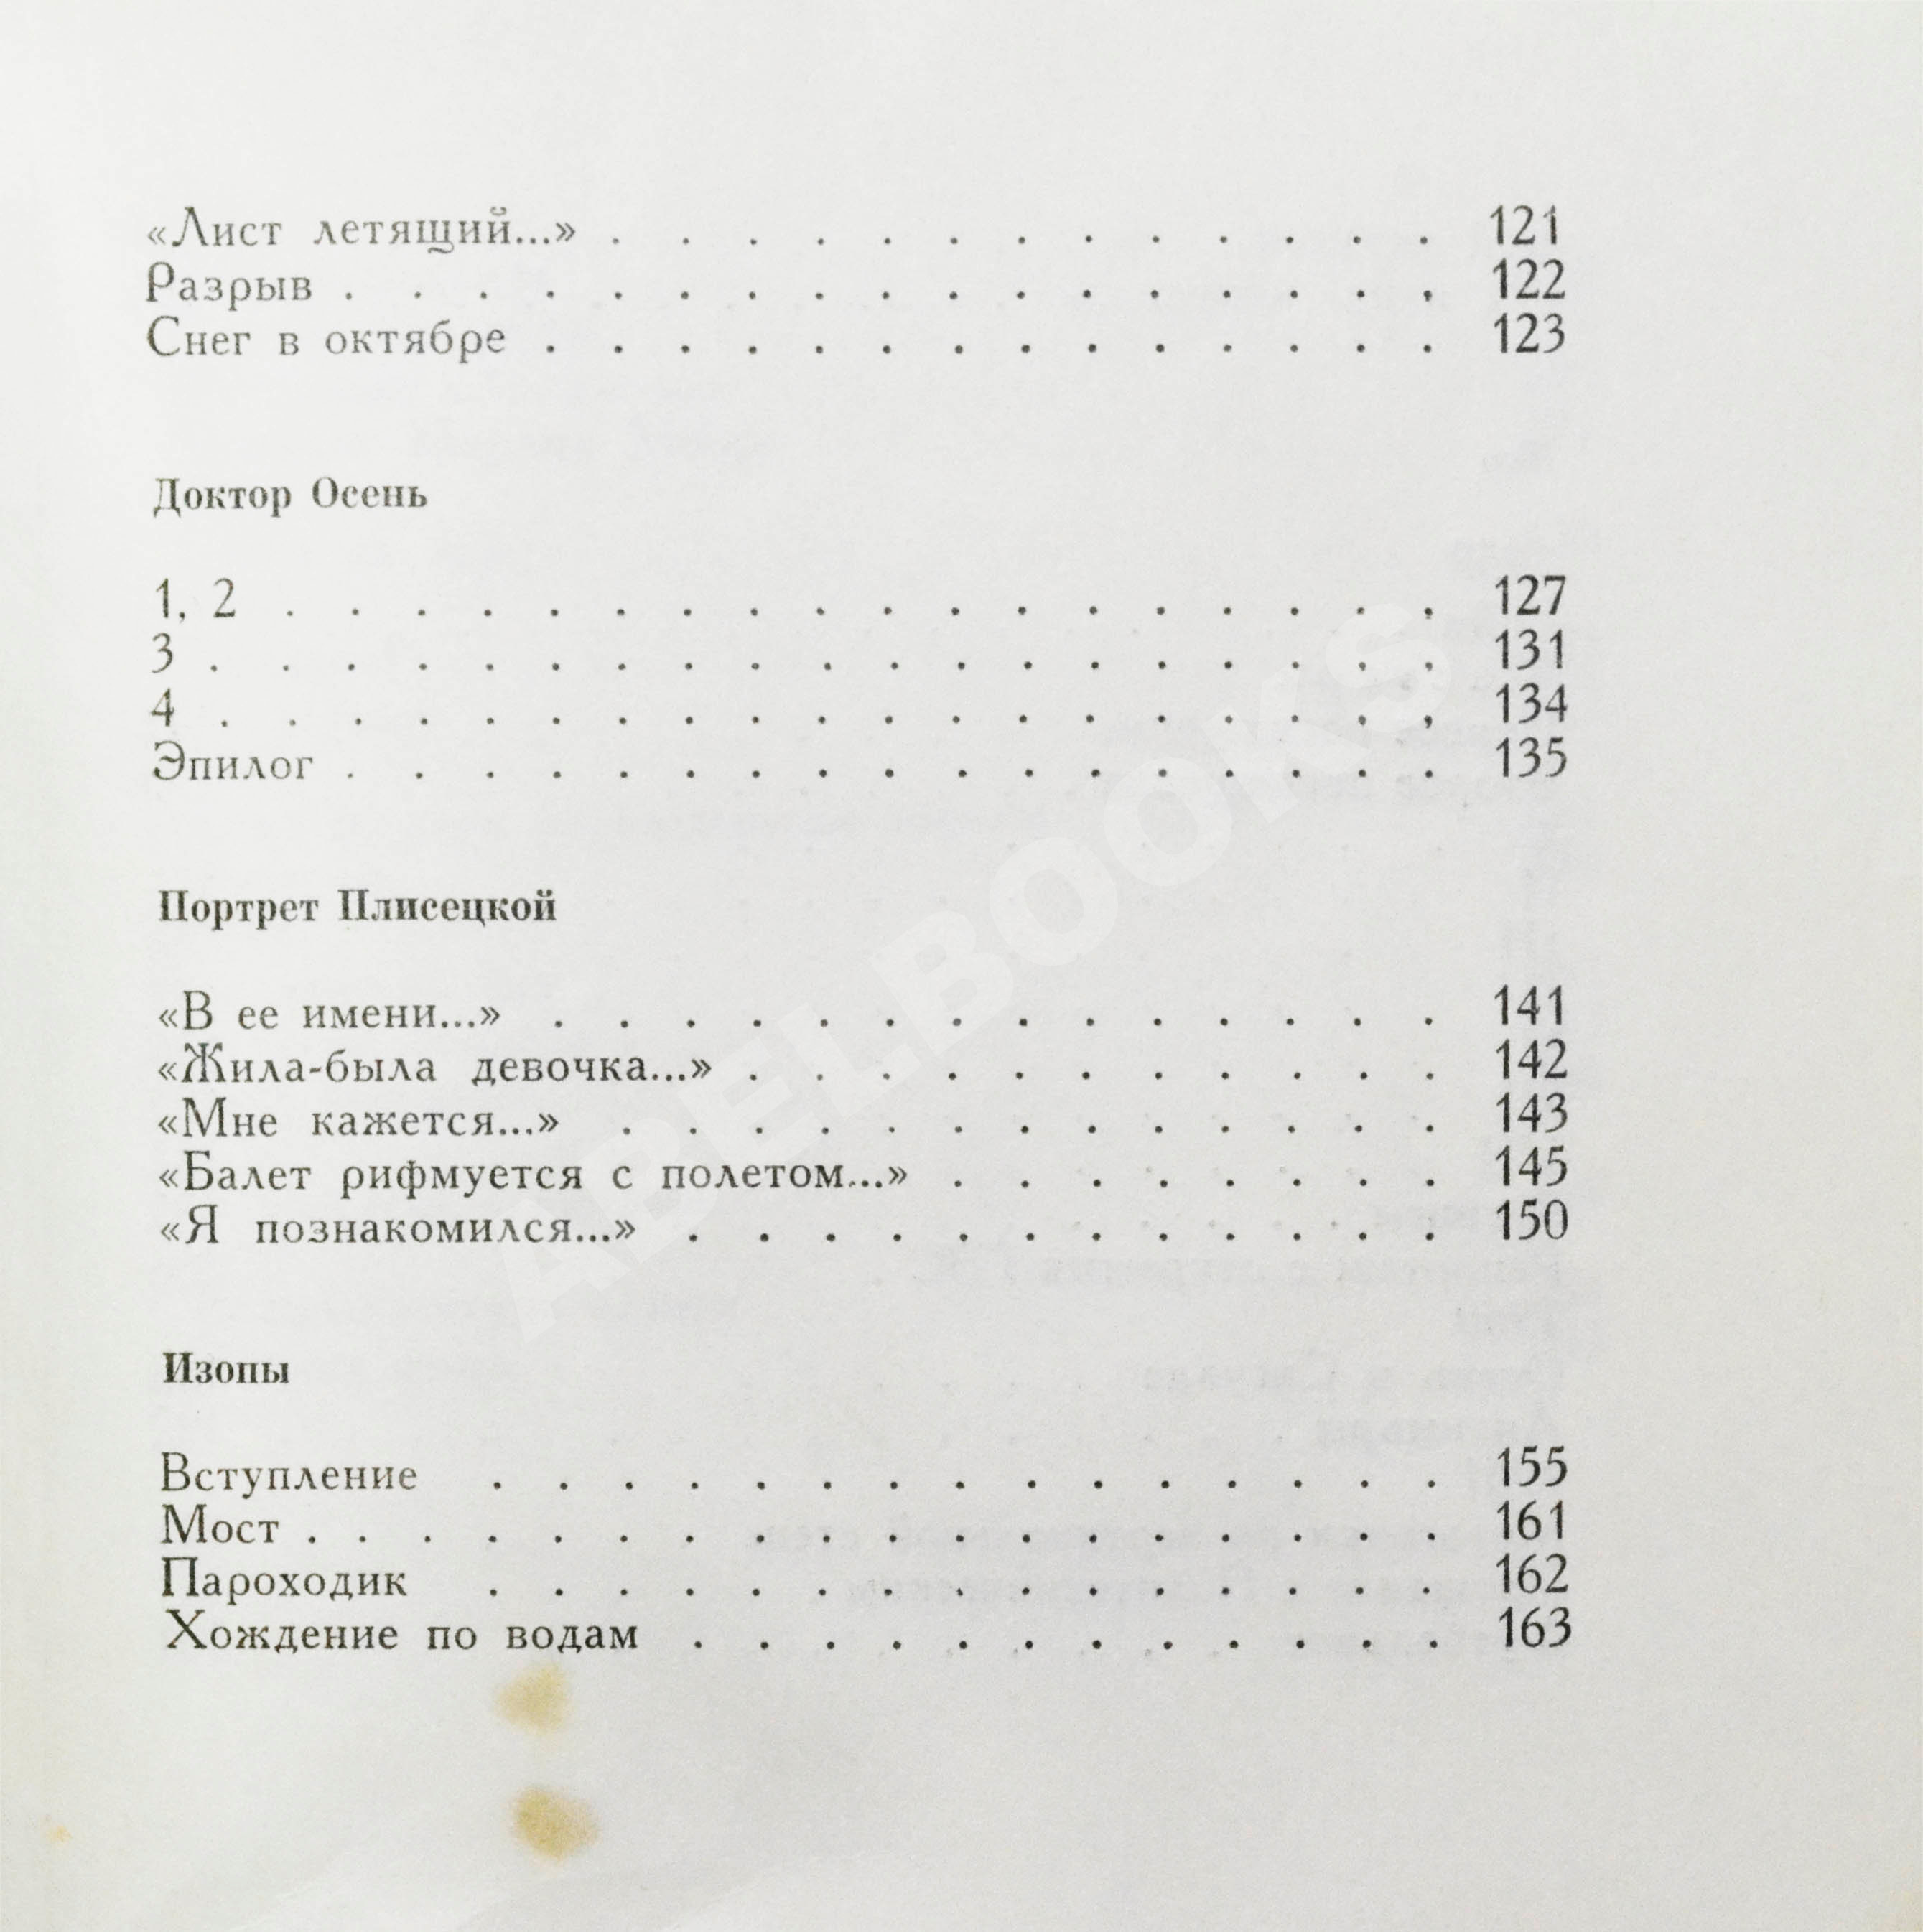 «Лист летящий...» . . . . . . . . . . . . . 121
Разрыв . . . . . . . . . . . . . . . . . 122
Снег в октябре . . . . . . . . . . . . . . 123
Доктор Осень
1, 2 . . . . . . . . . . . . . . . . . . 127
3 . . . . . . . . . . . . . . . . . . . 131
4 . . . . . . . . . . . . . . . . . . . 134
Эпилог . . . . . . . . . . . . . . . . . 135
Портрет Плисецкой
«В ее имени...» . . . . . . . . . . . . . . 141
«Жила-была девочка...» . . . . . . . . . . . 142
«Мне кажется...» . . . . . . . . . . . . . 143
«Балет рифмуется с полетом...» . . . . . . . . 145
«Я познакомился...» . . . . . . . . . . . . 150
Изопы
Вступление . . . . . . . . . . . . . . . 155
Мост . . . . . . . . . . . . . . . . . . 161
Пароходик . . . . . . . . . . . . . . . 162
Хождение по водам . . . . . . . . . . . . 163
ABELBOOKS